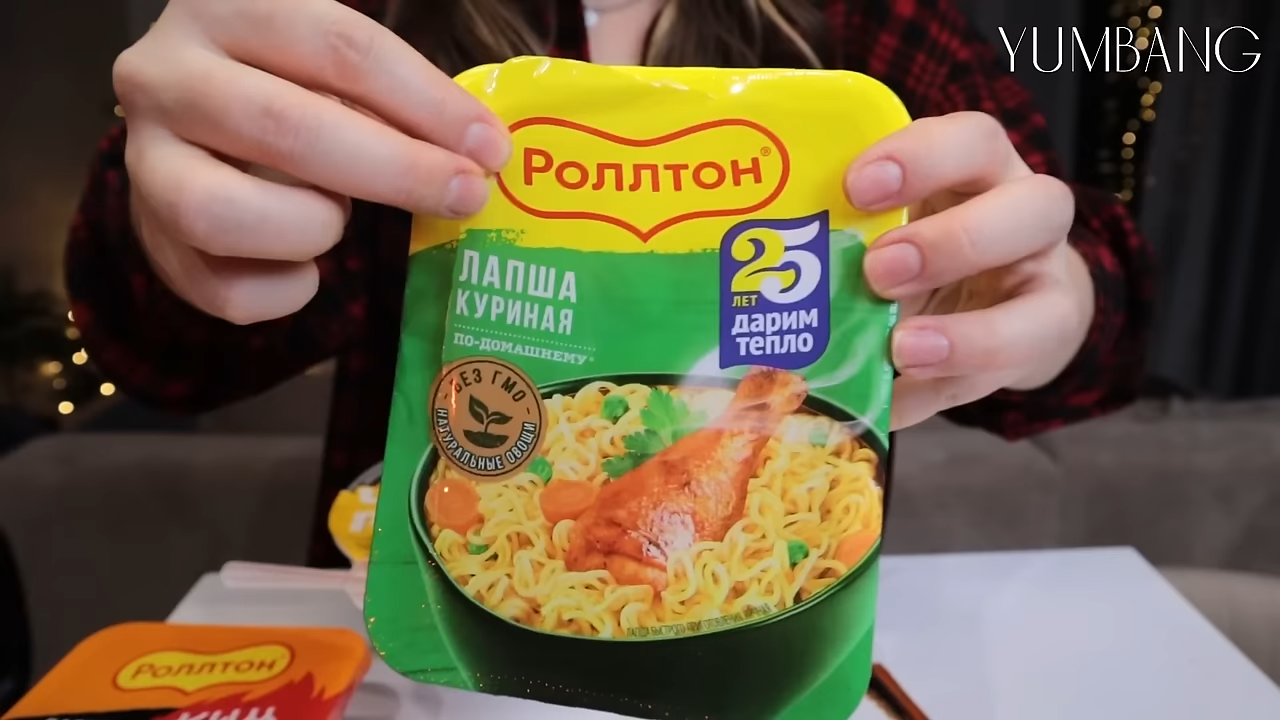 YUMBANG
Роллтон®
25
ЛЕТ
дарим
тепло
ЛАПША
КУРИНАЯ
ПО-ДОМАШНЕМУ*
БЕЗ ГМО
НАТУРАЛЬНЫЕ ОВОЩИ
РОЛЛТОН